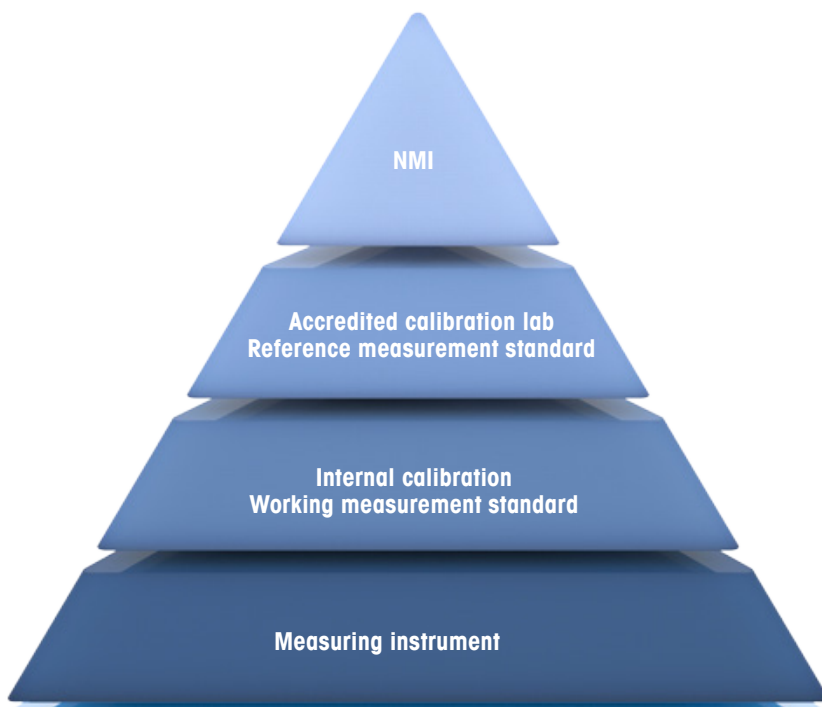 NMI
Accredited calibration lab
Reference measurement standard
Internal calibration
Working measurement standard
Measuring instrument